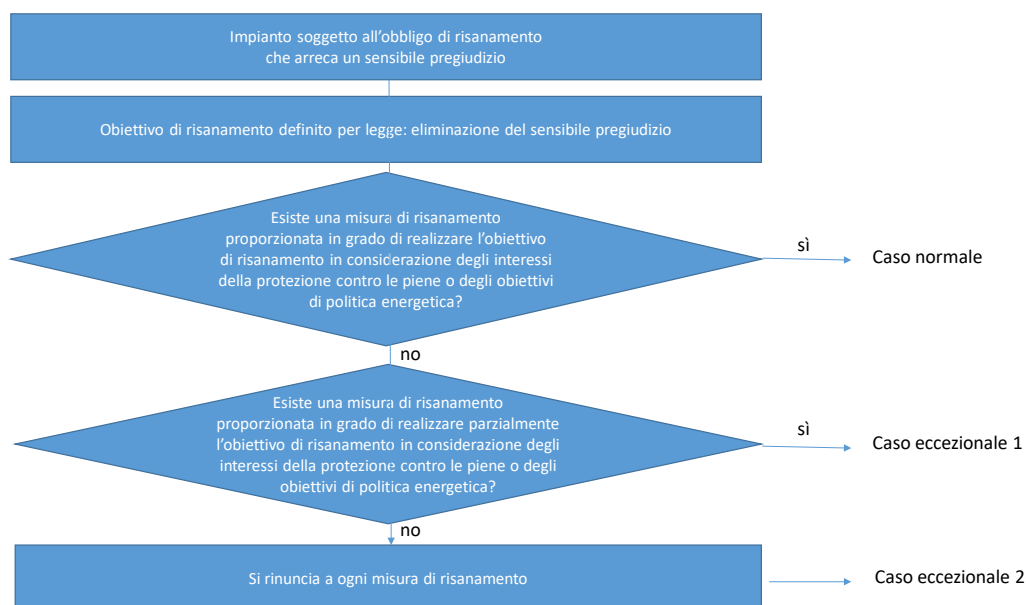 Impianto soggetto all'obbligo di risanamento
che arreca un sensibile pregiudizio
Obiettivo di risanamento definito per legge: eliminazione del sensibile pregiudizio
Esiste una misura di risanamento
proporzionata in grado di realizzare l'obiettivo
di risanamento in considerazione degli interessi
della protezione contro le piene o degli obiettivi
di politica energetica?
sì
Caso normale
no
Esiste una misura di risanamento
proporzionata in grado di realizzare parzialmente
l'obiettivo di risanamento in considerazione degli
interessi della protezione contro le piene o degli
obiettivi di politica energetica?
sì
Caso eccezionale 1
no
Si rinuncia a ogni misura di risanamento
Caso eccezionale 2